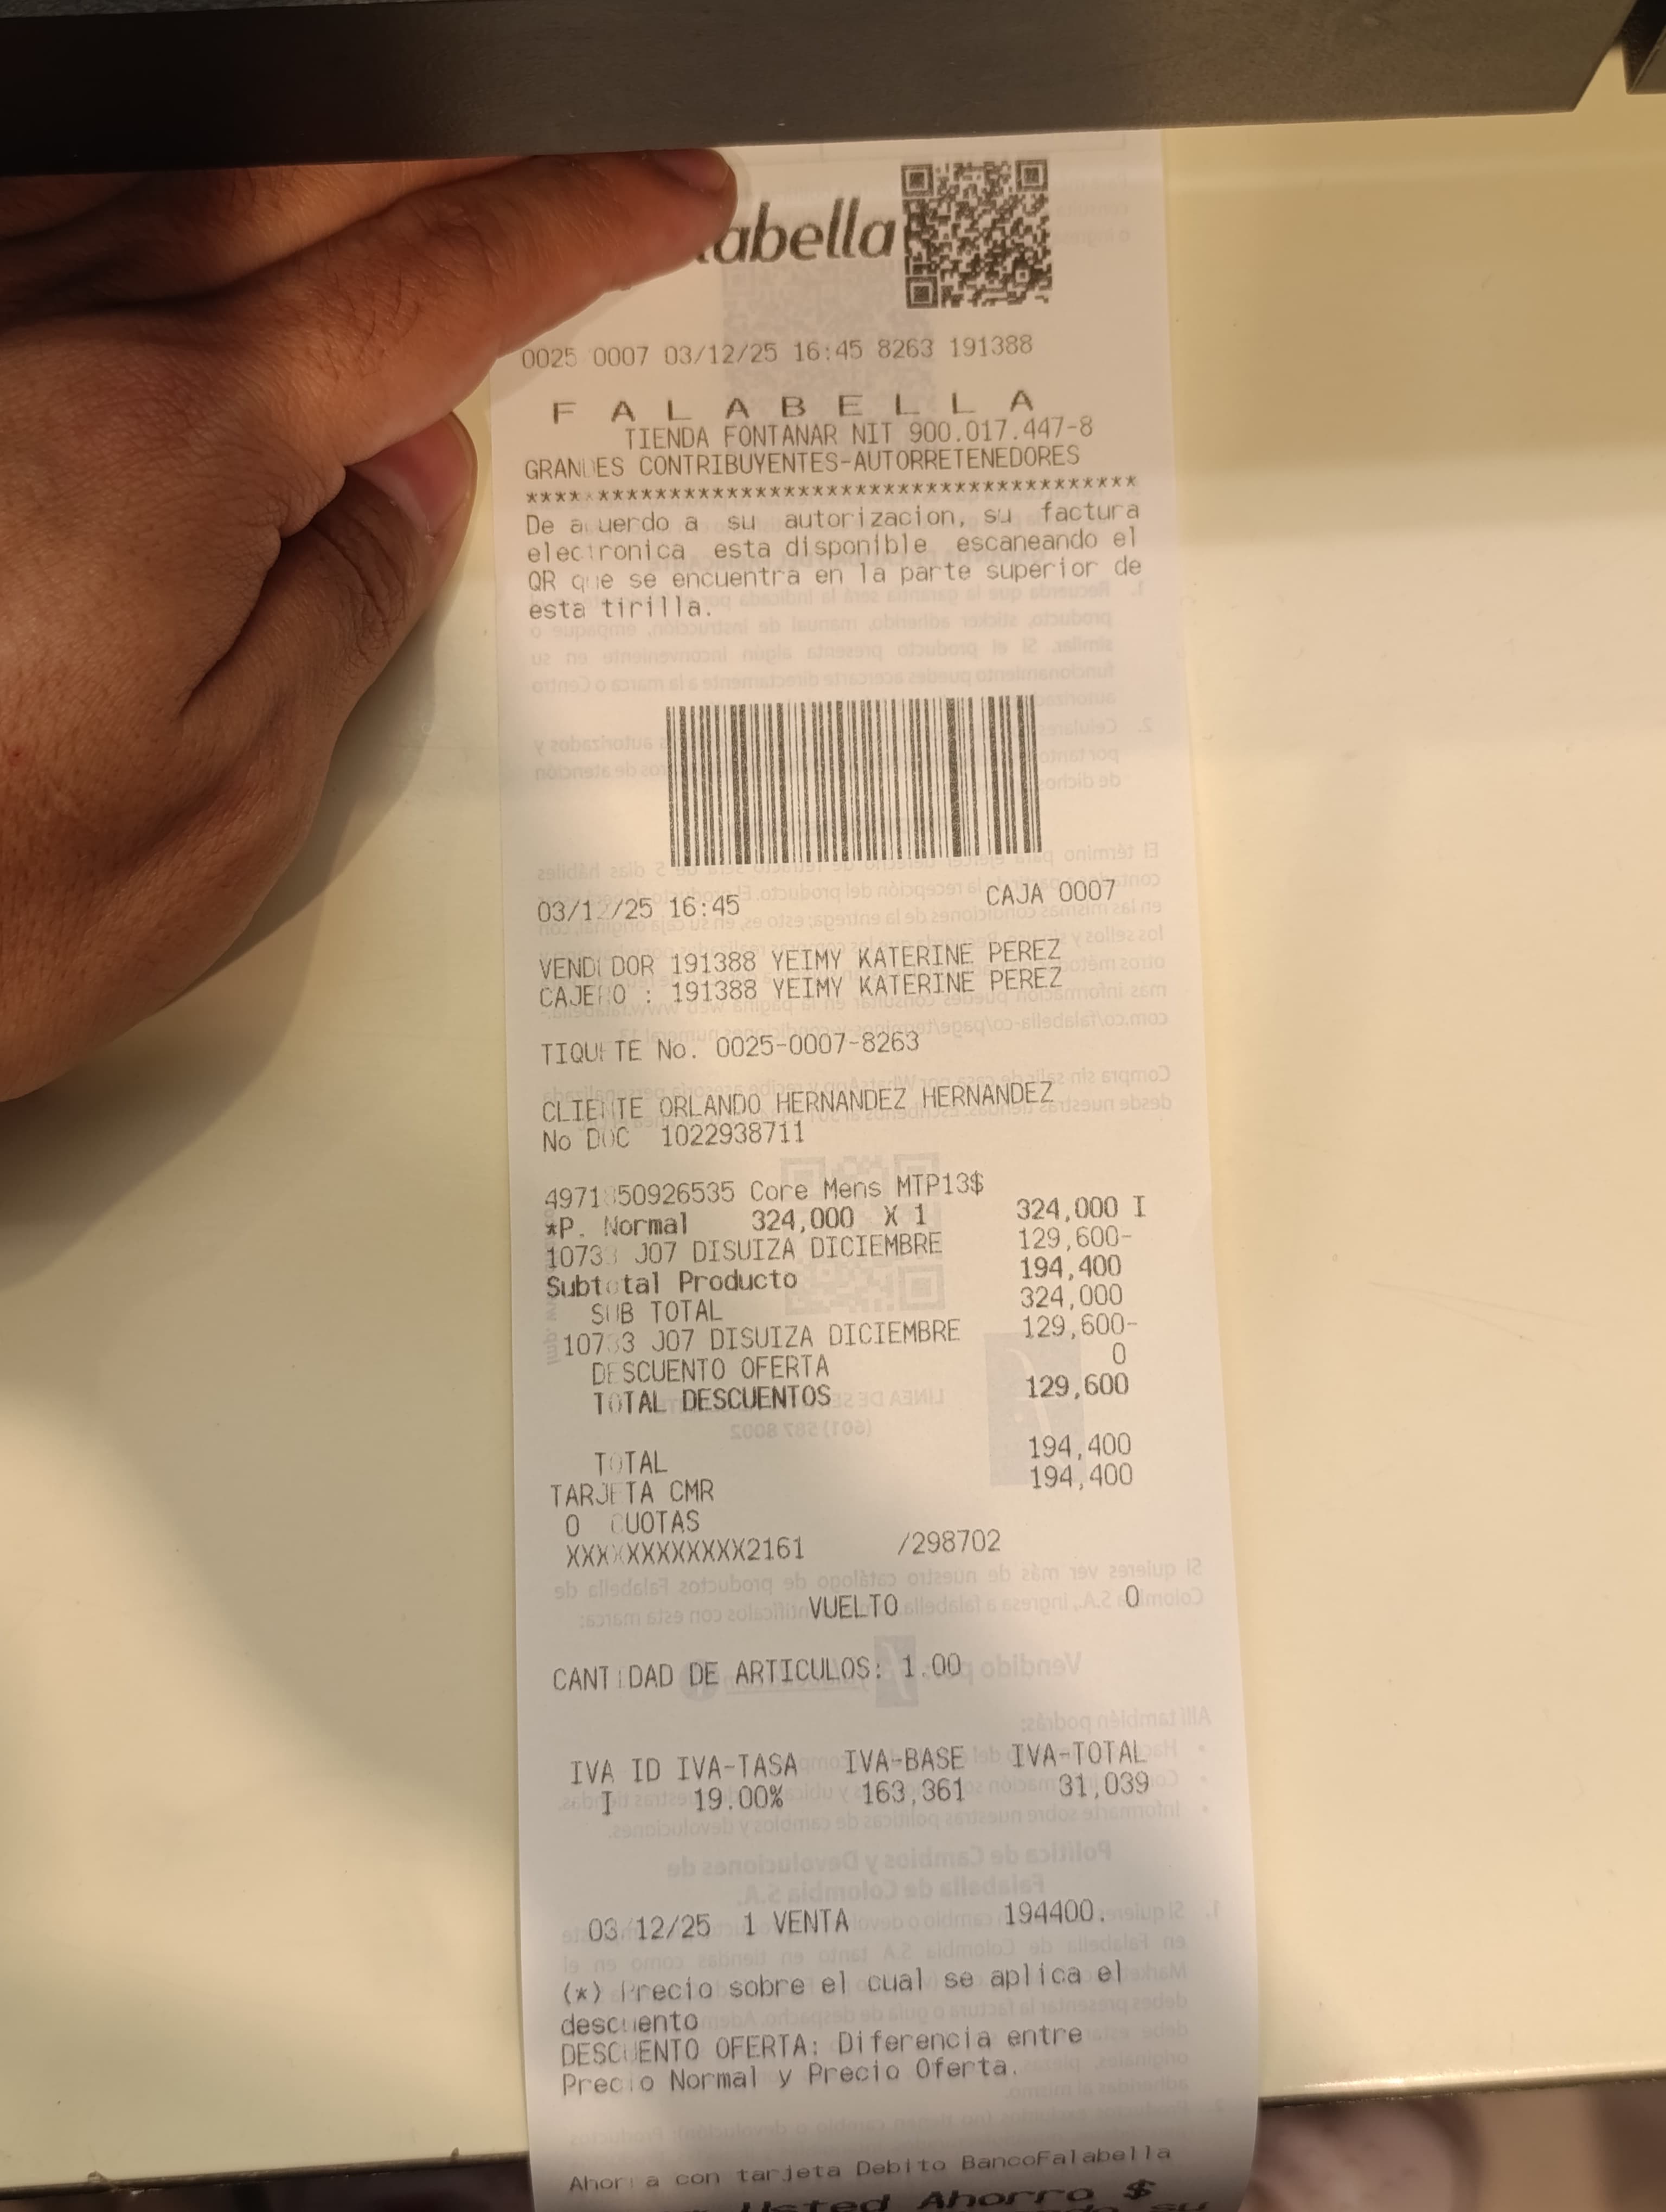 abella
0025 0007 03/12/25 16:45 8263 191388
F A L A B E L L A
TIENDA FONTANAR NIT 900.017.447-8
GRANDES CONTRIBUYENTES-AUTORRETENEDORES
******************************************
De acuerdo a su autorizacion, su factura
electronica esta disponible escaneando el
QR que se encuentra en la parte superior de
esta tirilla.
03/12/25 16:45 CAJA 0007
VENDEDOR 191388 YEIMY KATERINE PEREZ
CAJERO : 191388 YEIMY KATERINE PEREZ
TIQUETE No. 0025-0007-8263
CLIENTE ORLANDO HERNANDEZ HERNANDEZ
No DOC 1022938711
Core Mens MTP13$
*P. Normal 324,000 X 1 324,000 I
10733 J07 DISUIZA DICIEMBRE 129,600-
Subtotal Producto 194,400
SUB TOTAL 324,000
10733 J07 DISUIZA DICIEMBRE 129,600-
DESCUENTO OFERTA 0
TOTAL DESCUENTOS 129,600
TOTAL 194,400
TARJETA CMR 194,400
0 CUOTAS
XXXXXXXXXXXX2161 /298702
VUELTO 0
CANTIDAD DE ARTICULOS: 1.00
IVA ID IVA-TASA IVA-BASE IVA-TOTAL
I 19.00% 163,361 31,039
03/12/25 1 VENTA 194400.
(*) Precio sobre el cual se aplica el
descuento
DESCUENTO OFERTA: Diferencia entre
Precio Normal y Precio Oferta.
Ahorra con tarjeta Debito BancoFalabella
Usted Ahorro $